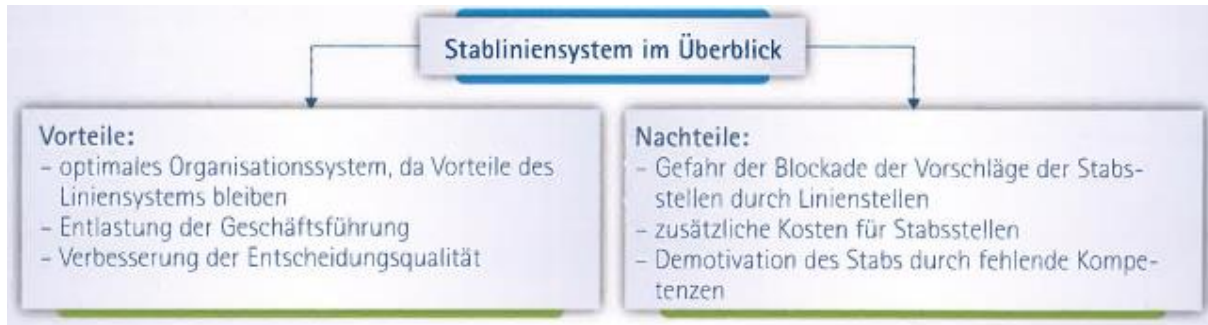 Stabliniensystem im Überblick
Vorteile:
– optimales Organisationssystem, da Vorteile des
Liniensystems bleiben
– Entlastung der Geschäftsführung
– Verbesserung der Entscheidungsqualität
Nachteile:
– Gefahr der Blockade der Vorschläge der Stabs-
stellen durch Linienstellen
– zusätzliche Kosten für Stabsstellen
– Demotivation des Stabs durch fehlende Kompe-
tenzen